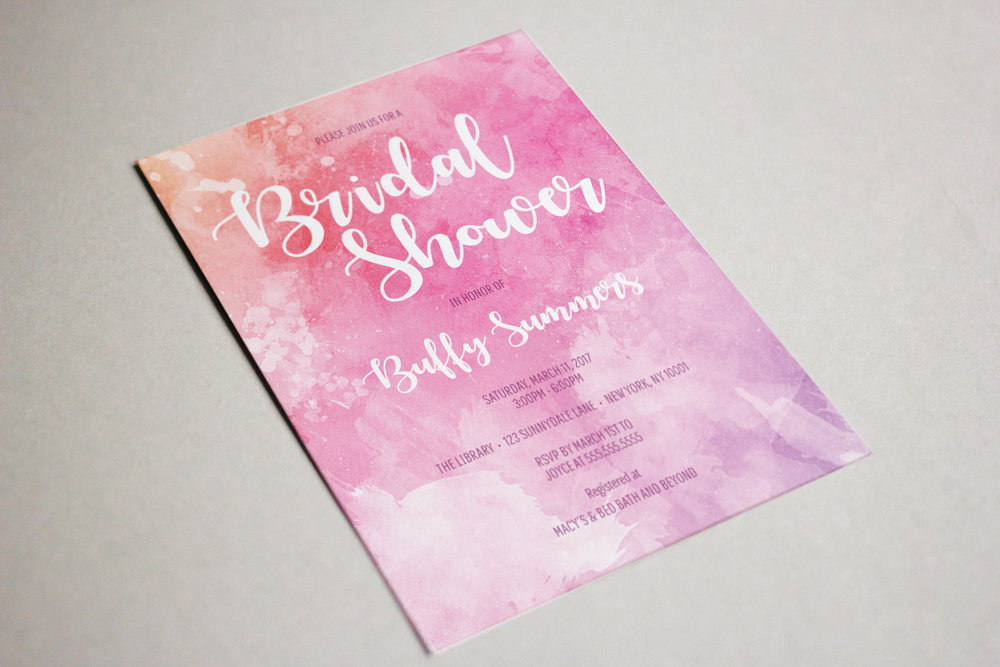 PLEASE JOIN US FOR A
Bridal
Shower
IN HONOR OF
Buffy Summers
SATURDAY, MARCH 11, 2017
3:00PM - 6:00PM
THE LIBRARY • 123 SUNNYDALE LANE • NEW YORK, NY 10001
RSVP BY MARCH 1ST TO
JOYCE AT 555.555.5555
Registered at
MACY'S & BED BATH AND BEYOND